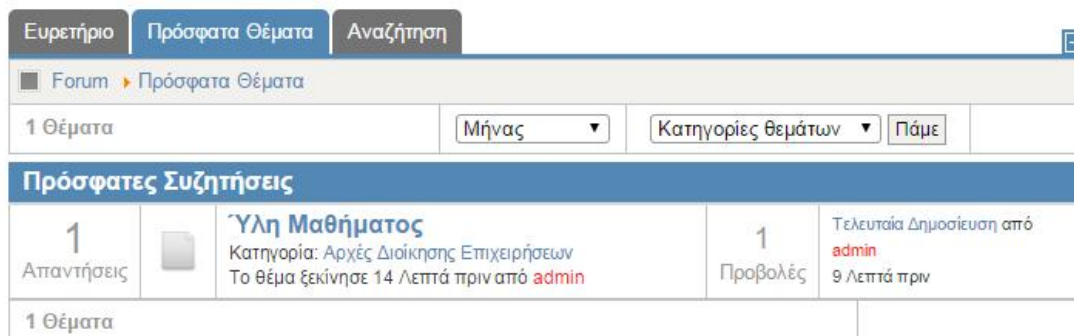 Ευρετήριο Πρόσφατα Θέματα Αναζήτηση
Forum Πρόσφατα Θέματα
1 Θέματα Μήνας Κατηγορίες θεμάτων Πάμε
Πρόσφατες Συζητήσεις
1 Απαντήσεις
Ύλη Μαθήματος
Κατηγορία: Αρχές Διοίκησης Επιχειρήσεων
Το θέμα ξεκίνησε 14 Λεπτά πριν από admin
1 Προβολές
Τελευταία Δημοσίευση από
admin
9 Λεπτά πριν
1 Θέματα